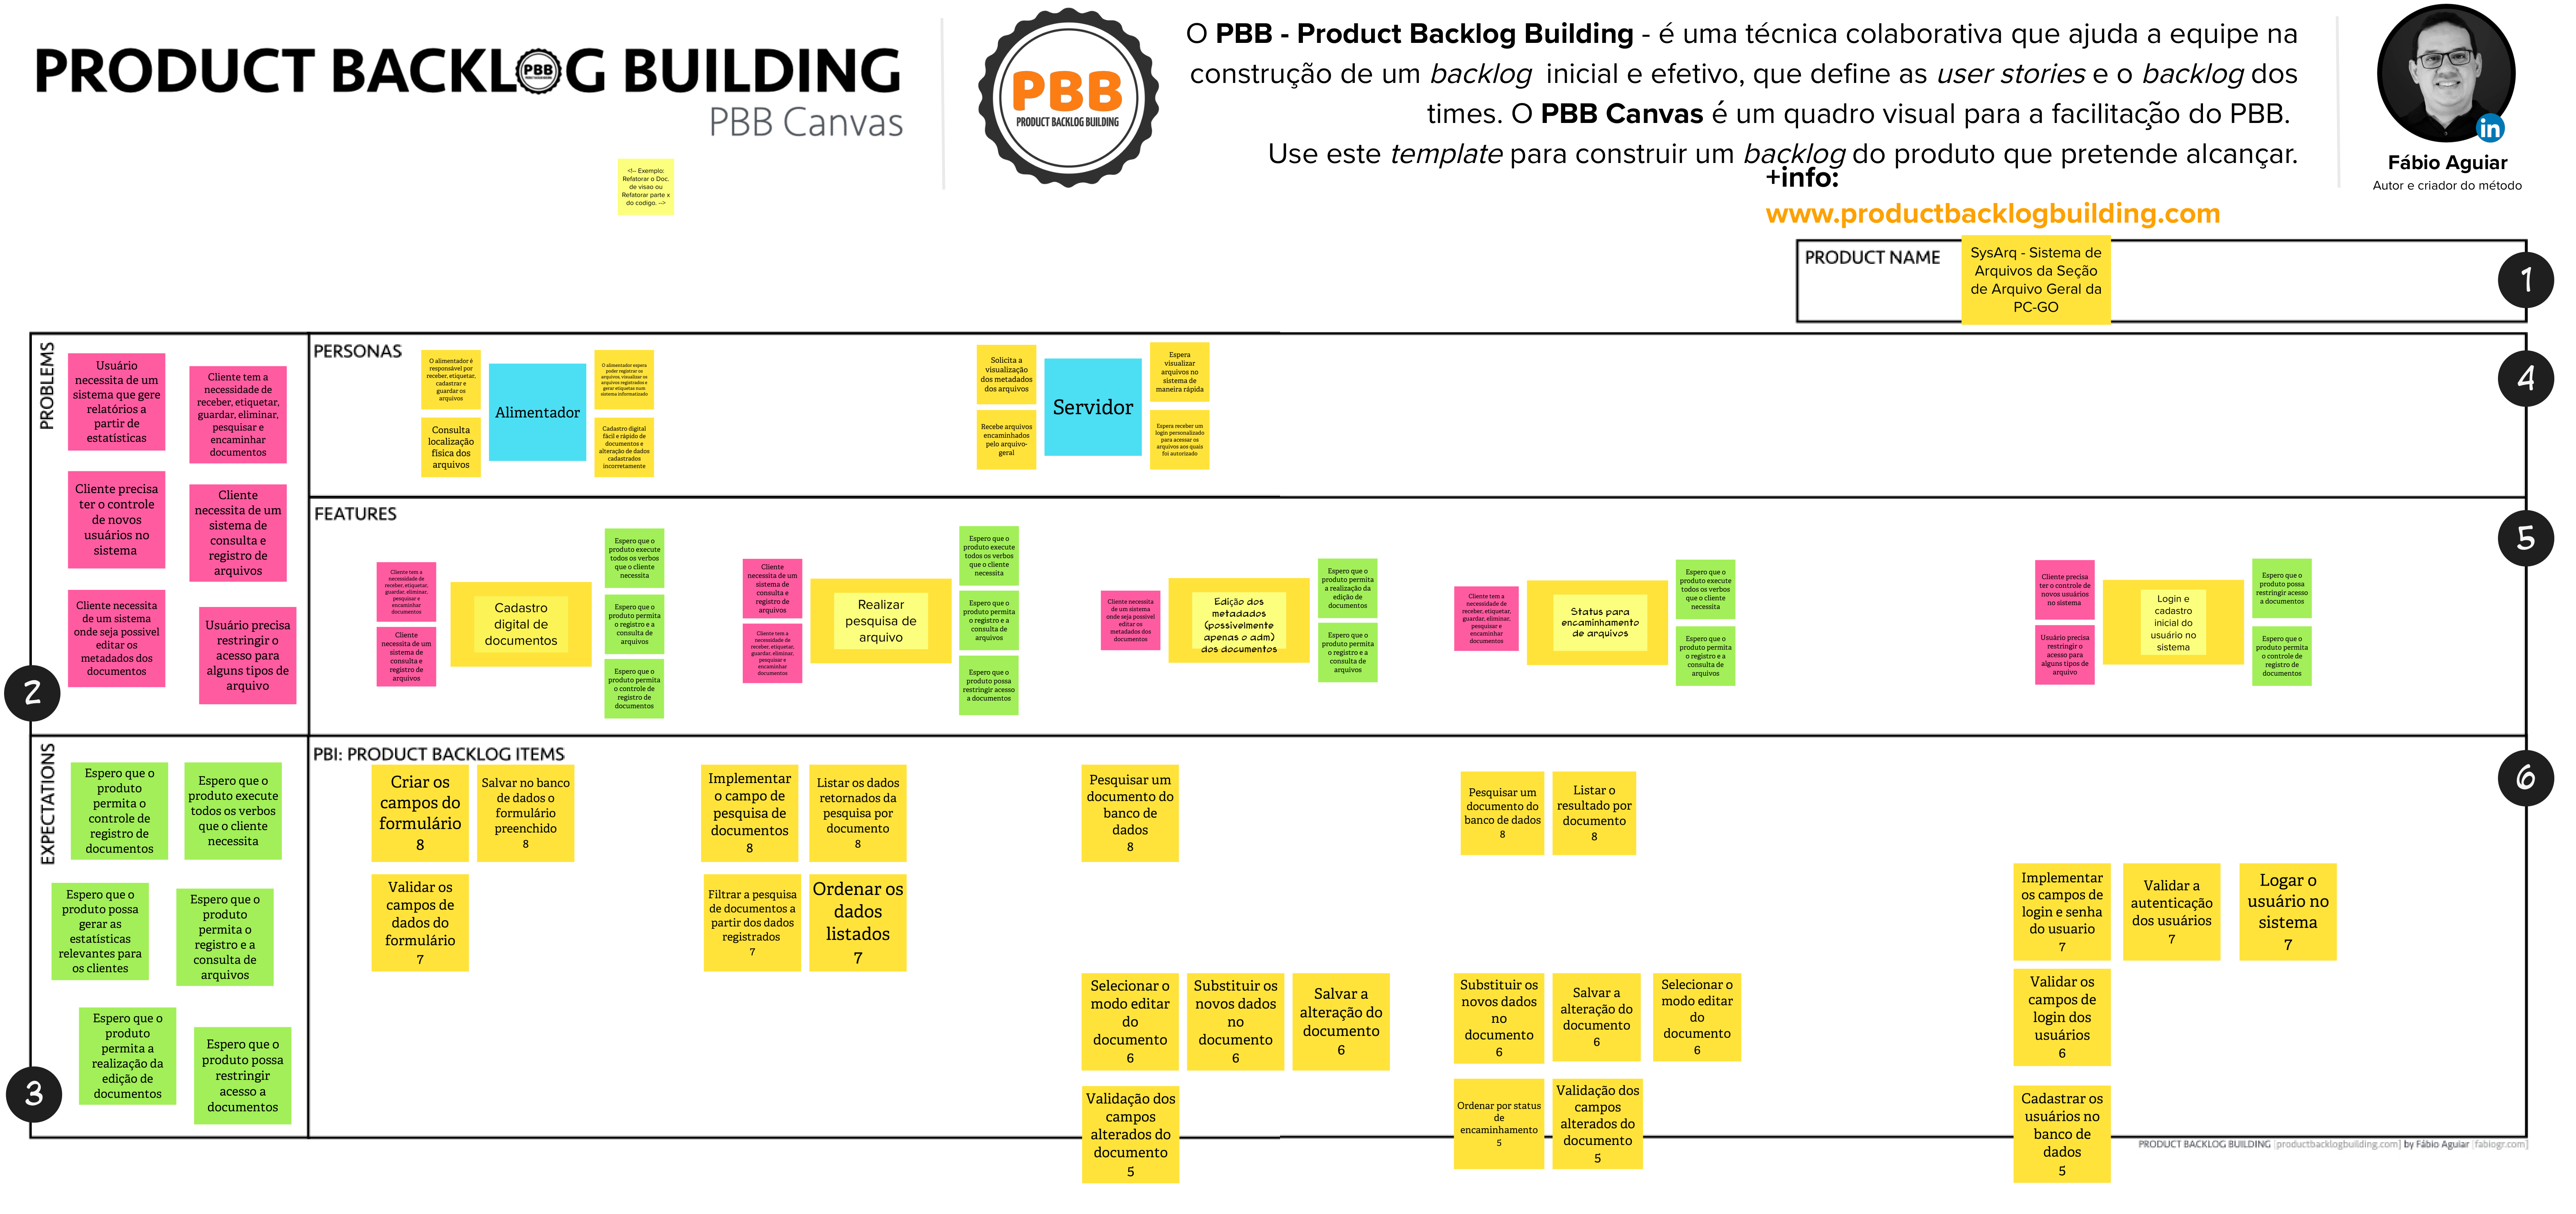 PRODUCT BACKLOG BUILDING
PBB Canvas
PBB
PRODUCT BACKLOG BUILDING
O PBB - Product Backlog Building - é uma técnica colaborativa que ajuda a equipe na
construção de um backlog inicial e efetivo, que define as user stories e o backlog dos
times. O PBB Canvas é um quadro visual para a facilitação do PBB.
Use este template para construir um backlog do produto que pretende alcançar.
+info:
www.productbacklogbuilding.com
in
Fábio Aguiar
Autor e criador do método
<!-- Exemplo:
Refatorar o Doc.
de visao ou
Refatorar parte x
do codigo. -->
PRODUCT NAME
SysArq - Sistema de
Arquivos da Seção
de Arquivo Geral da
PC-GO
1
PROBLEMS
Usuário
necessita de um
sistema que gere
relatórios a
partir de
estatísticas
Cliente tem a
necessidade de
receber, etiquetar,
guardar, eliminar,
pesquisar e
encaminhar
documentos
Cliente precisa
ter o controle
de novos
usuários no
sistema
Cliente
necessita de um
sistema de
consulta e
registro de
arquivos
Cliente necessita
de um sistema
onde seja possivel
editar os
metadados dos
documentos
Usuário precisa
restringir o
acesso para
alguns tipos de
arquivo
2
PERSONAS
O alimentador é
responsável por
receber, etiquetar,
cadastrar e
guardar os
arquivos
Consulta
localização
física dos
arquivos
Alimentador
O alimentador espera
poder registrar os
arquivos, visualizar os
arquivos registrados e
gerar etiquetas num
sistema informatizado
Cadastro digital
fácil e rápido de
documentos e
alteração de dados
cadastrados
incorretamente
Solicita a
visualização
dos metadados
dos arquivos
Recebe arquivos
encaminhados
pelo arquivo-
geral
Servidor
Espera
visualizar
arquivos no
sistema de
maneira rápida
Espera receber um
login personalizado
para acessar os
arquivos aos quais
foi autorizado
4
FEATURES
Cliente tem a
necessidade de
receber, etiquetar,
guardar, eliminar,
pesquisar e
encaminhar
documentos
Cliente
necessita de um
sistema de
consulta e
registro de
arquivos
Cadastro
digital de
documentos
Espero que o
produto execute
todos os verbos
que o cliente
necessita
Espero que o
produto permita
o registro e a
consulta de
arquivos
Espero que o
produto permita
o controle de
registro de
documentos
Cliente
necessita de um
sistema de
consulta e
registro de
arquivos
Cliente tem a
necessidade de
receber, etiquetar,
guardar, eliminar,
pesquisar e
encaminhar
documentos
Realizar
pesquisa de
arquivo
Espero que o
produto execute
todos os verbos
que o cliente
necessita
Espero que o
produto permita
o registro e a
consulta de
arquivos
Espero que o
produto possa
restringir acesso
a documentos
Cliente necessita
de um sistema
onde seja possivel
editar os
metadados dos
documentos
Edição dos
metadados
(possivelmente
apenas o adm)
dos documentos
Espero que o
produto permita
a realização da
edição de
documentos
Espero que o
produto permita
o registro e a
consulta de
arquivos
Cliente tem a
necessidade de
receber, etiquetar,
guardar, eliminar,
pesquisar e
encaminhar
documentos
Status para
encaminhamento
de arquivos
Espero que o
produto execute
todos os verbos
que o cliente
necessita
Espero que o
produto permita
o registro e a
consulta de
arquivos
Cliente precisa
ter o controle de
novos usuários
no sistema
Usuário precisa
restringir o
acesso para
alguns tipos de
arquivo
Login e
cadastro
inicial do
usuário no
sistema
Espero que o
produto possa
restringir acesso
a documentos
Espero que o
produto permita
o controle de
registro de
documentos
5
EXPECTATIONS
Espero que o
produto
permita o
controle de
registro de
documentos
Espero que o
produto execute
todos os verbos
que o cliente
necessita
Espero que o
produto possa
gerar as
estatísticas
relevantes para
os clientes
Espero que o
produto
permita o
registro e a
consulta de
arquivos
Espero que o
produto
permita a
realização da
edição de
documentos
Espero que o
produto possa
restringir
acesso a
documentos
3
PBI: PRODUCT BACKLOG ITEMS
Criar os
campos do
formulário
8
Salvar no banco
de dados o
formulário
preenchido
8
Validar os
campos de
dados do
formulário
7
Implementar
o campo de
pesquisa de
documentos
8
Listar os dados
retornados da
pesquisa por
documento
8
Filtrar a pesquisa
de documentos a
partir dos dados
registrados
7
Ordenar os
dados
listados
7
Pesquisar um
documento do
banco de
dados
8
Selecionar o
modo editar
do
documento
6
Substituir os
novos dados
no
documento
6
Salvar a
alteração do
documento
6
Validação dos
campos
alterados do
documento
5
Pesquisar um
documento do
banco de dados
8
Listar o
resultado por
documento
8
Substituir os
novos dados
no
documento
6
Salvar a
alteração do
documento
6
Selecionar o
modo editar
do
documento
6
Ordenar por status
de
encaminhamento
5
Validação dos
campos
alterados do
documento
5
Implementar
os campos de
login e senha
do usuario
7
Validar a
autenticação
dos usuários
7
Logar o
usuário no
sistema
7
Validar os
campos de
login dos
usuários
6
Cadastrar os
usuários no
banco de
dados
5
6
PRODUCT BACKLOG BUILDING [productbacklogbuilding.com] by Fábio Aguiar [fabiogr.com]